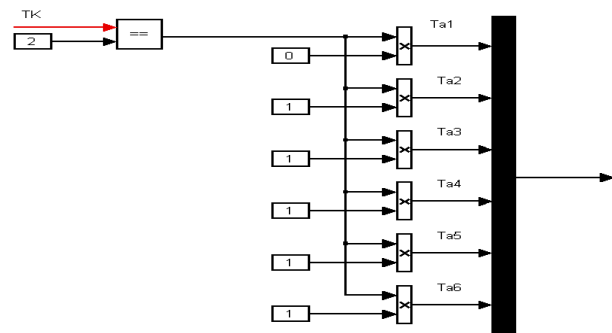 TK
2
==
Ta1
0
×
Ta2
1
×
Ta3
1
×
Ta4
1
×
Ta5
1
×
Ta6
1
×